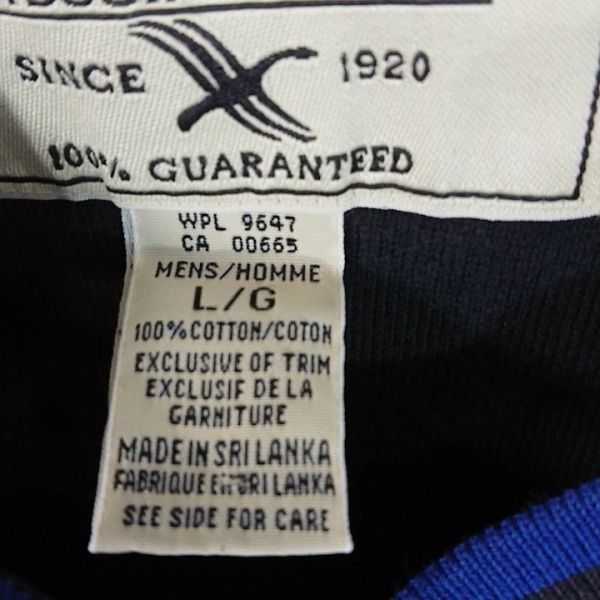 SINCE 1920
100% GUARANTEED
WPL 9647
CA 00665
MENS/HOMME
L/G
100% COTTON/COTON
EXCLUSIVE OF TRIM
EXCLUSIF DE LA
GARNITURE
MADE IN SRI LANKA
FABRIQUE EN SRI LANKA
SEE SIDE FOR CARE